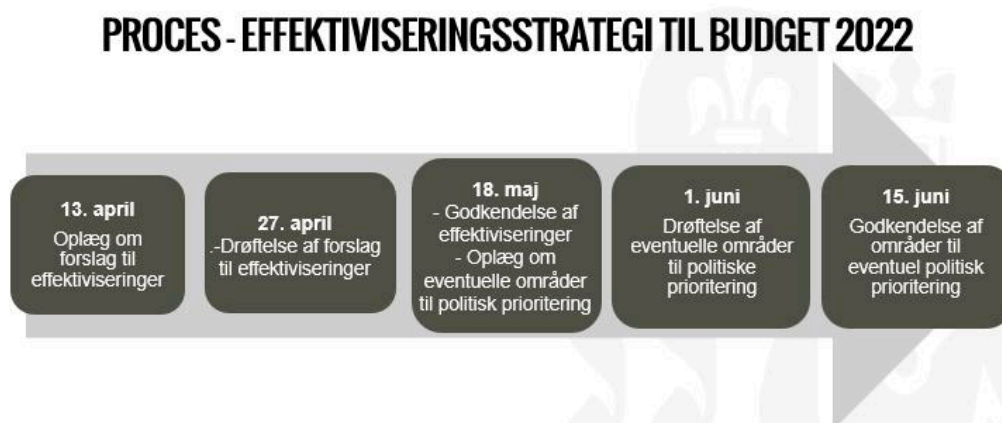 PROCES - EFFEKTIVISERINGSSTRATEGI TIL BUDGET 2022
13. april
Oplæg om
forslag til
effektiviseringer
27. april
.-Drøftelse af forslag
til effektiviseringer
18. maj
- Godkendelse af
effektiviseringer
- Oplæg om
eventuelle områder
til politisk prioritering
1. juni
Drøftelse af
eventuelle områder
til politiske
prioritering
15. juni
Godkendelse af
områder til
eventuel politisk
prioritering